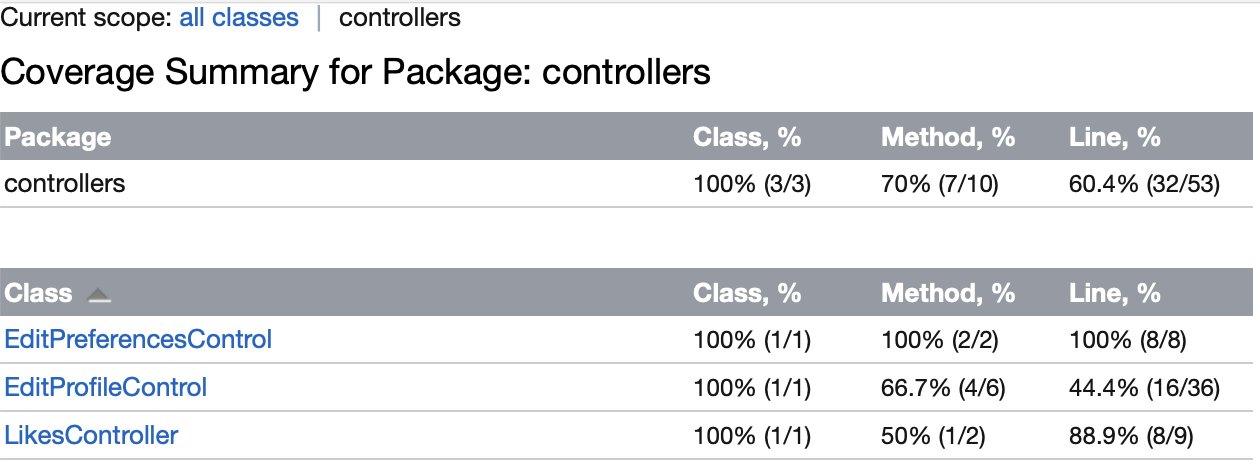 Current scope: all classes | controllers
Coverage Summary for Package: controllers
Package Class, % Method, % Line, %
controllers 100% (3/3) 70% (7/10) 60.4% (32/53)
Class Class, % Method, % Line, %
EditPreferencesControl 100% (1/1) 100% (2/2) 100% (8/8)
EditProfileControl 100% (1/1) 66.7% (4/6) 44.4% (16/36)
LikesController 100% (1/1) 50% (1/2) 88.9% (8/9)